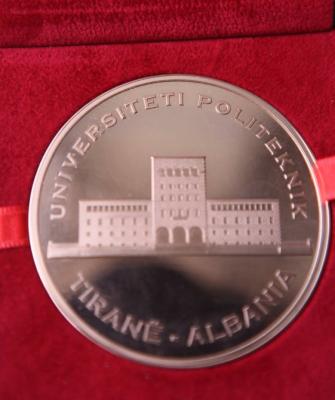 UNIVERSITETI POLITEKNIK
TIRANË - ALBANIA